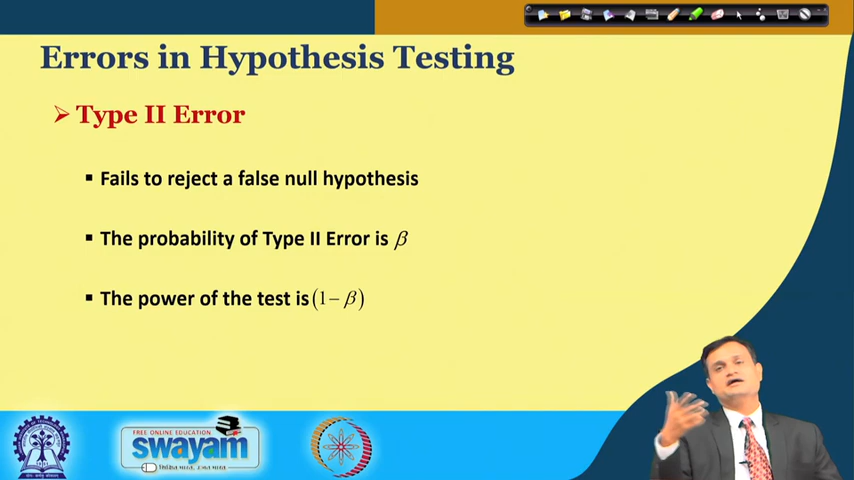 Errors in Hypothesis Testing
Type II Error
Fails to reject a false null hypothesis
The probability of Type II Error is β
The power of the test is (1 − β)
FREE ONLINE EDUCATION
swayam